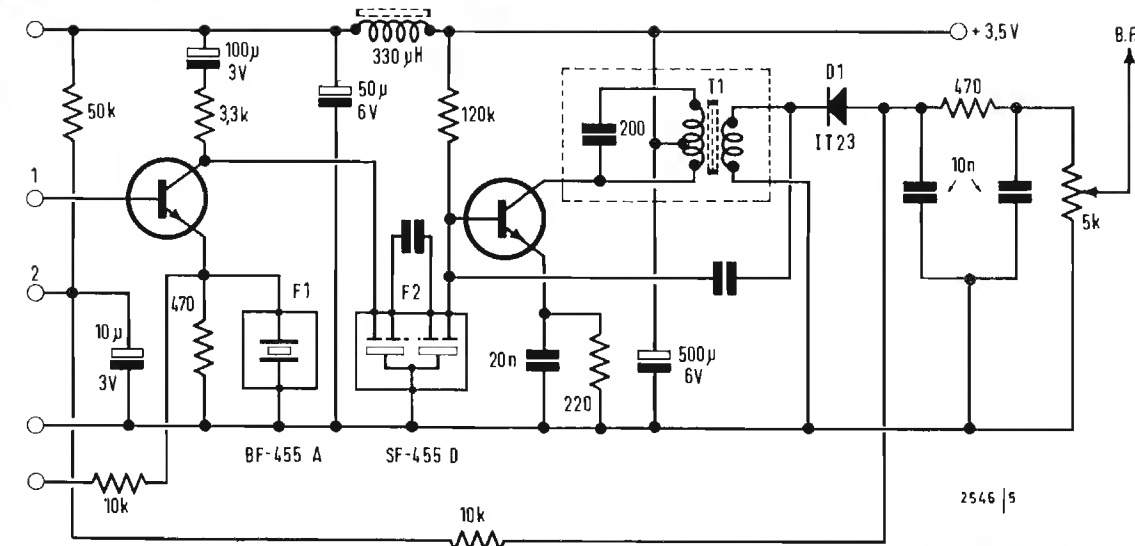 100µ
3V
330 µH
+ 3,5 V
B.F.
50k
3,3k
50µ
6V
120k
T1
200
D1
1T23
470
1
10n
5k
2
10µ
3V
470
F1
F2
20n
220
500µ
6V
BF-455 A
SF-455 D
10k
10k
2546 | 5